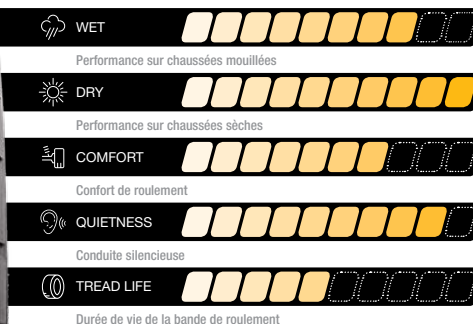 WET
Performance sur chaussées mouillées
DRY
Performance sur chaussées sèches
COMFORT
Confort de roulement
QUIETNESS
Conduite silencieuse
TREAD LIFE
Durée de vie de la bande de roulement